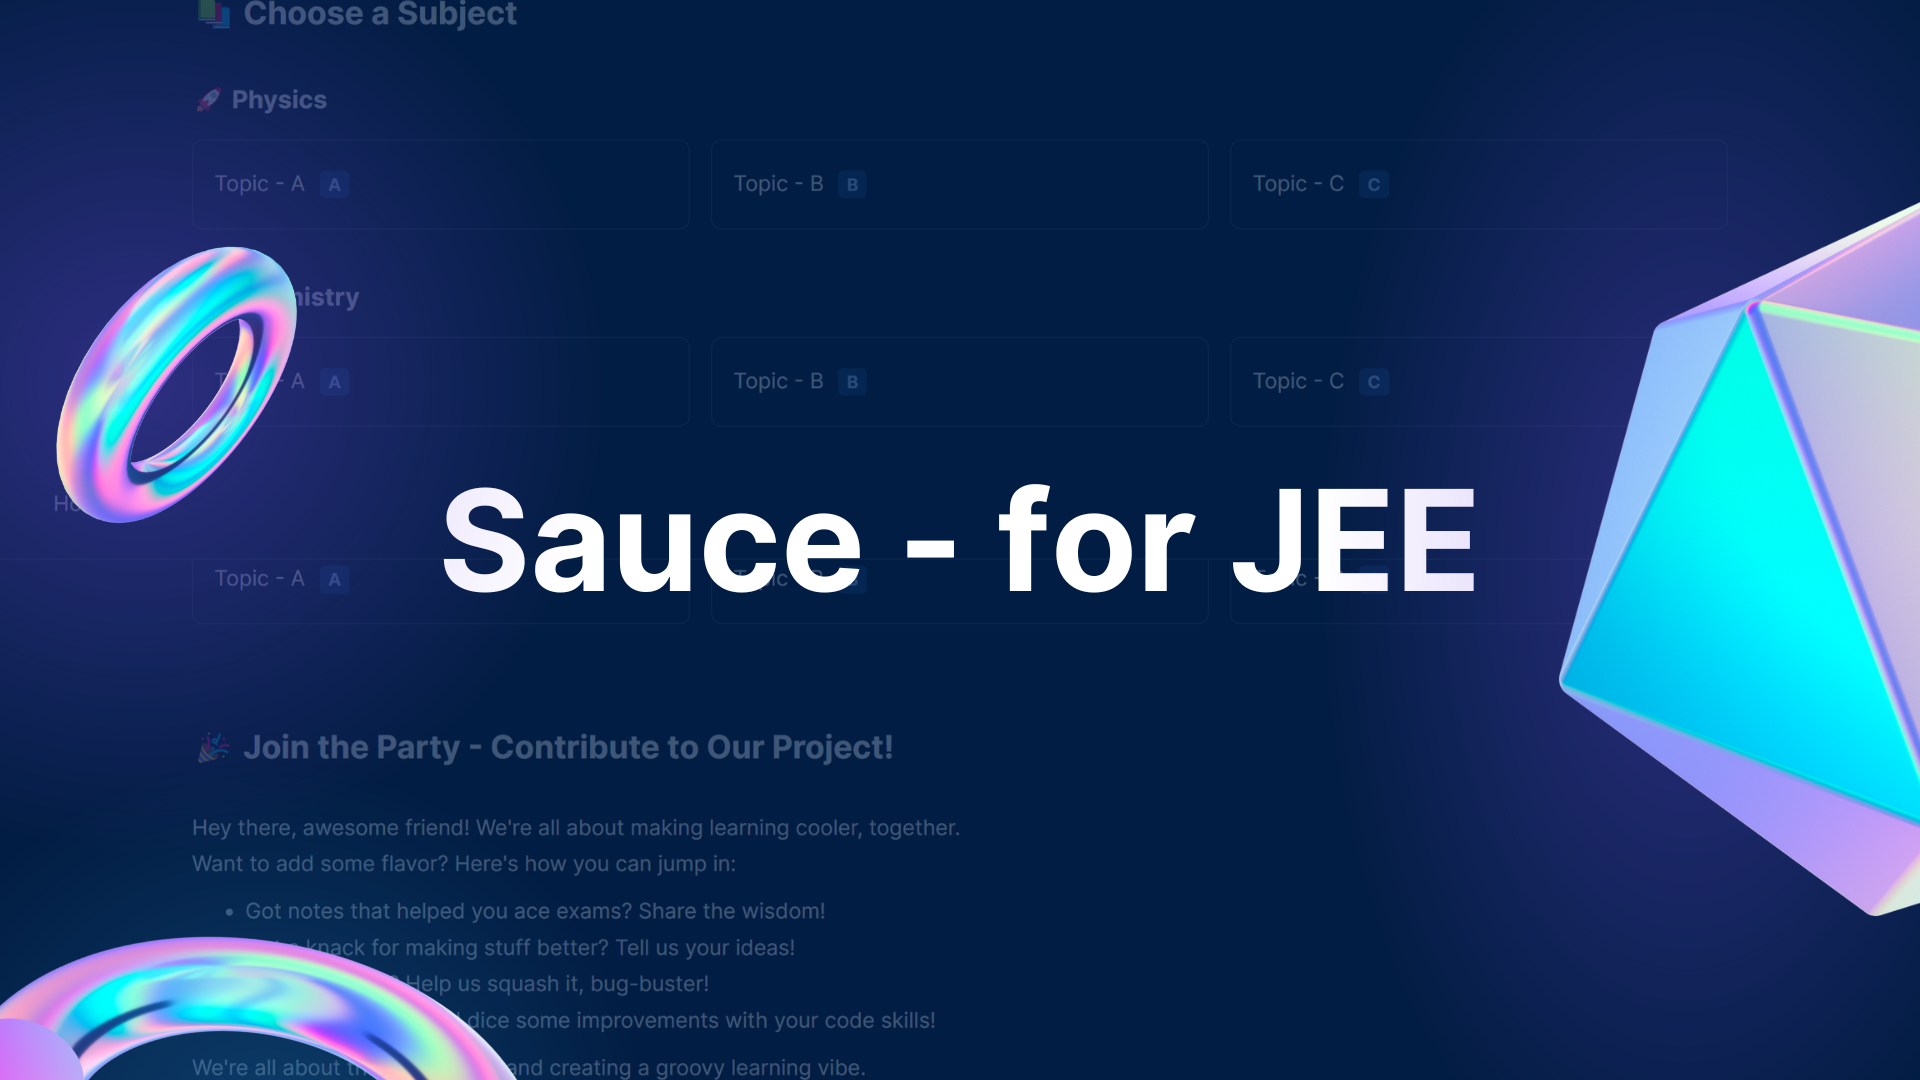 Choose a Subject
Physics
Topic - A A
Topic - B B
Topic - C C
A A
Topic - B B
Topic - C C
Sauce - for JEE
Topic - A A
Join the Party - Contribute to Our Project!
Hey there, awesome friend! We're all about making learning cooler, together.
Want to add some flavor? Here's how you can jump in:
• Got notes that helped you ace exams? Share the wisdom!
knack for making stuff better? Tell us your ideas!
Help us squash it, bug-buster!
dice some improvements with your code skills!
We're all about and creating a groovy learning vibe.